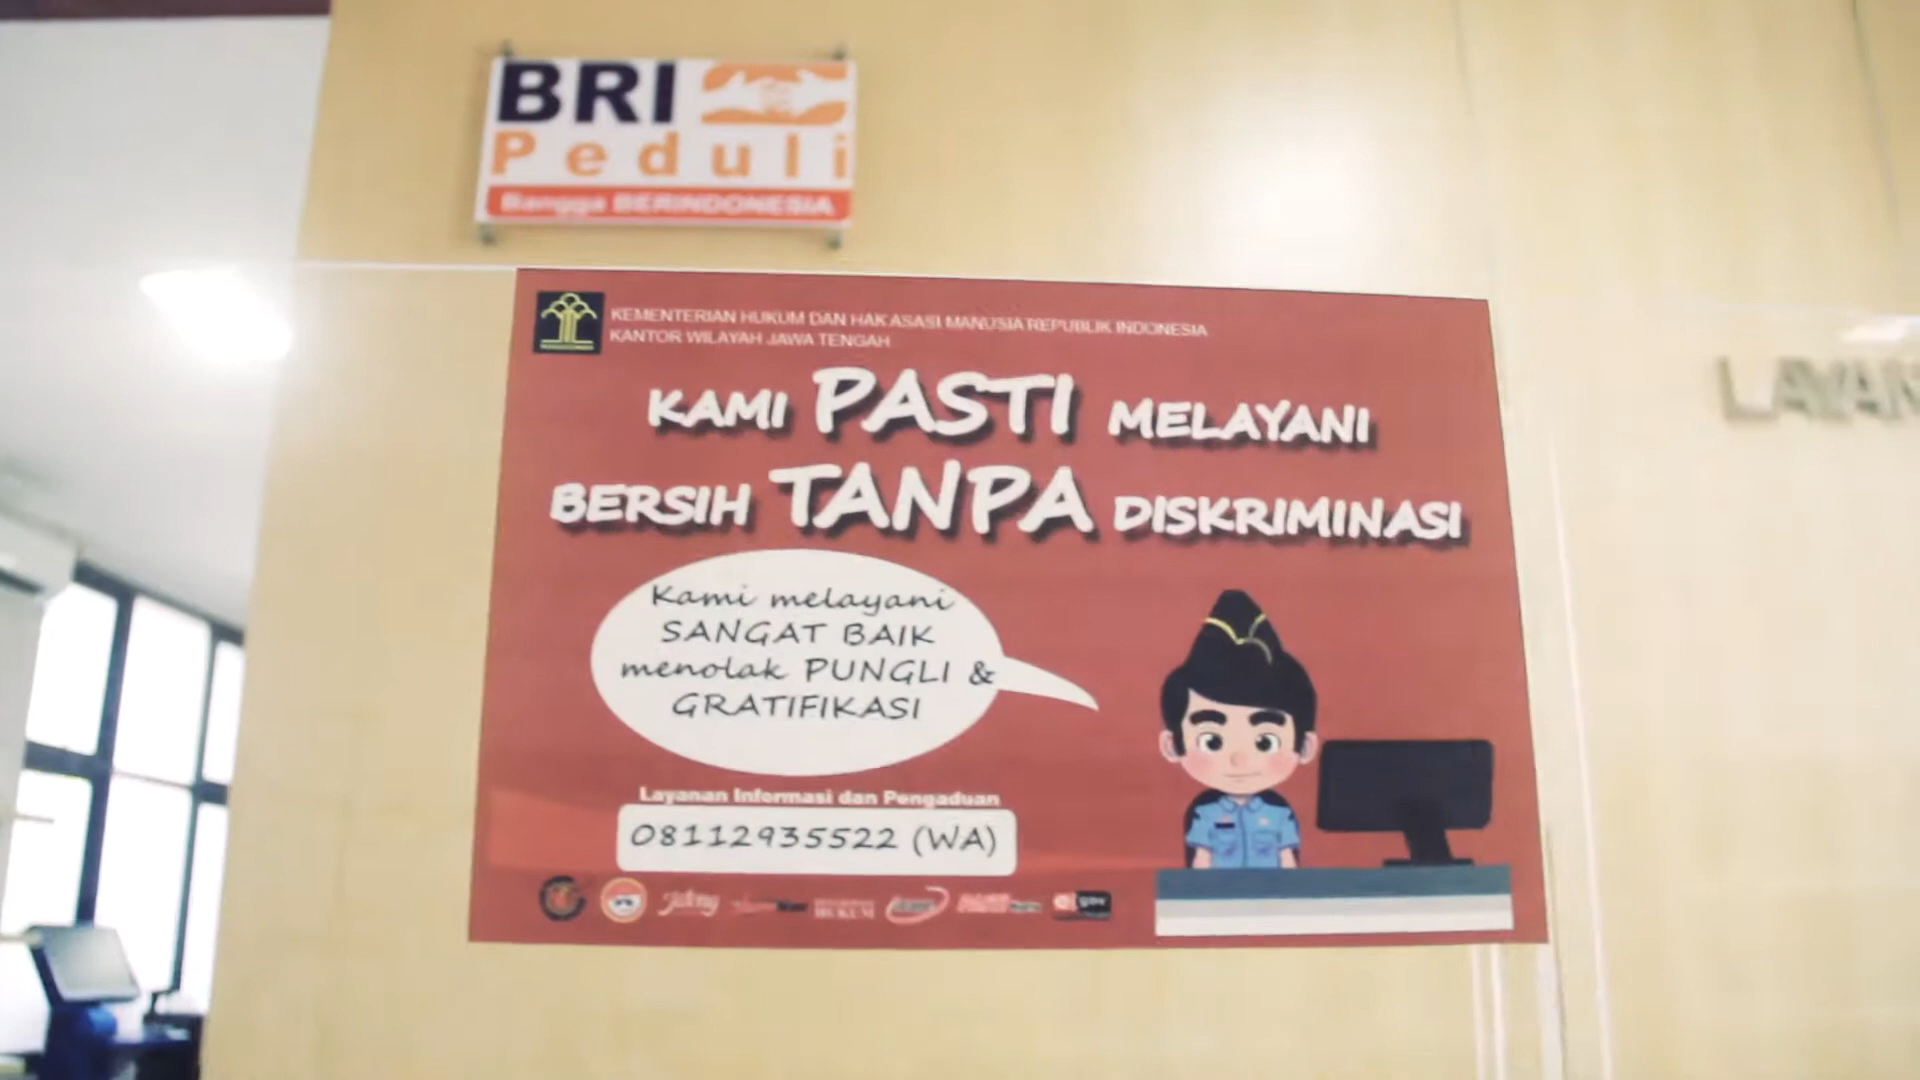 BRI
Peduli
Bangga BERINDONESIA
KEMENTERIAN HUKUM DAN HAK ASASI MANUSIA REPUBLIK INDONESIA
KANTOR WILAYAH JAWA TENGAH
KAMI PASTI MELAYANI
BERSIH TANPA DISKRIMINASI
Kami melayani
SANGAT BAIK
menolak PUNGLI &
GRATIFIKASI
Layanan Informasi dan Pengaduan
08112935522 (WA)
LAYAN